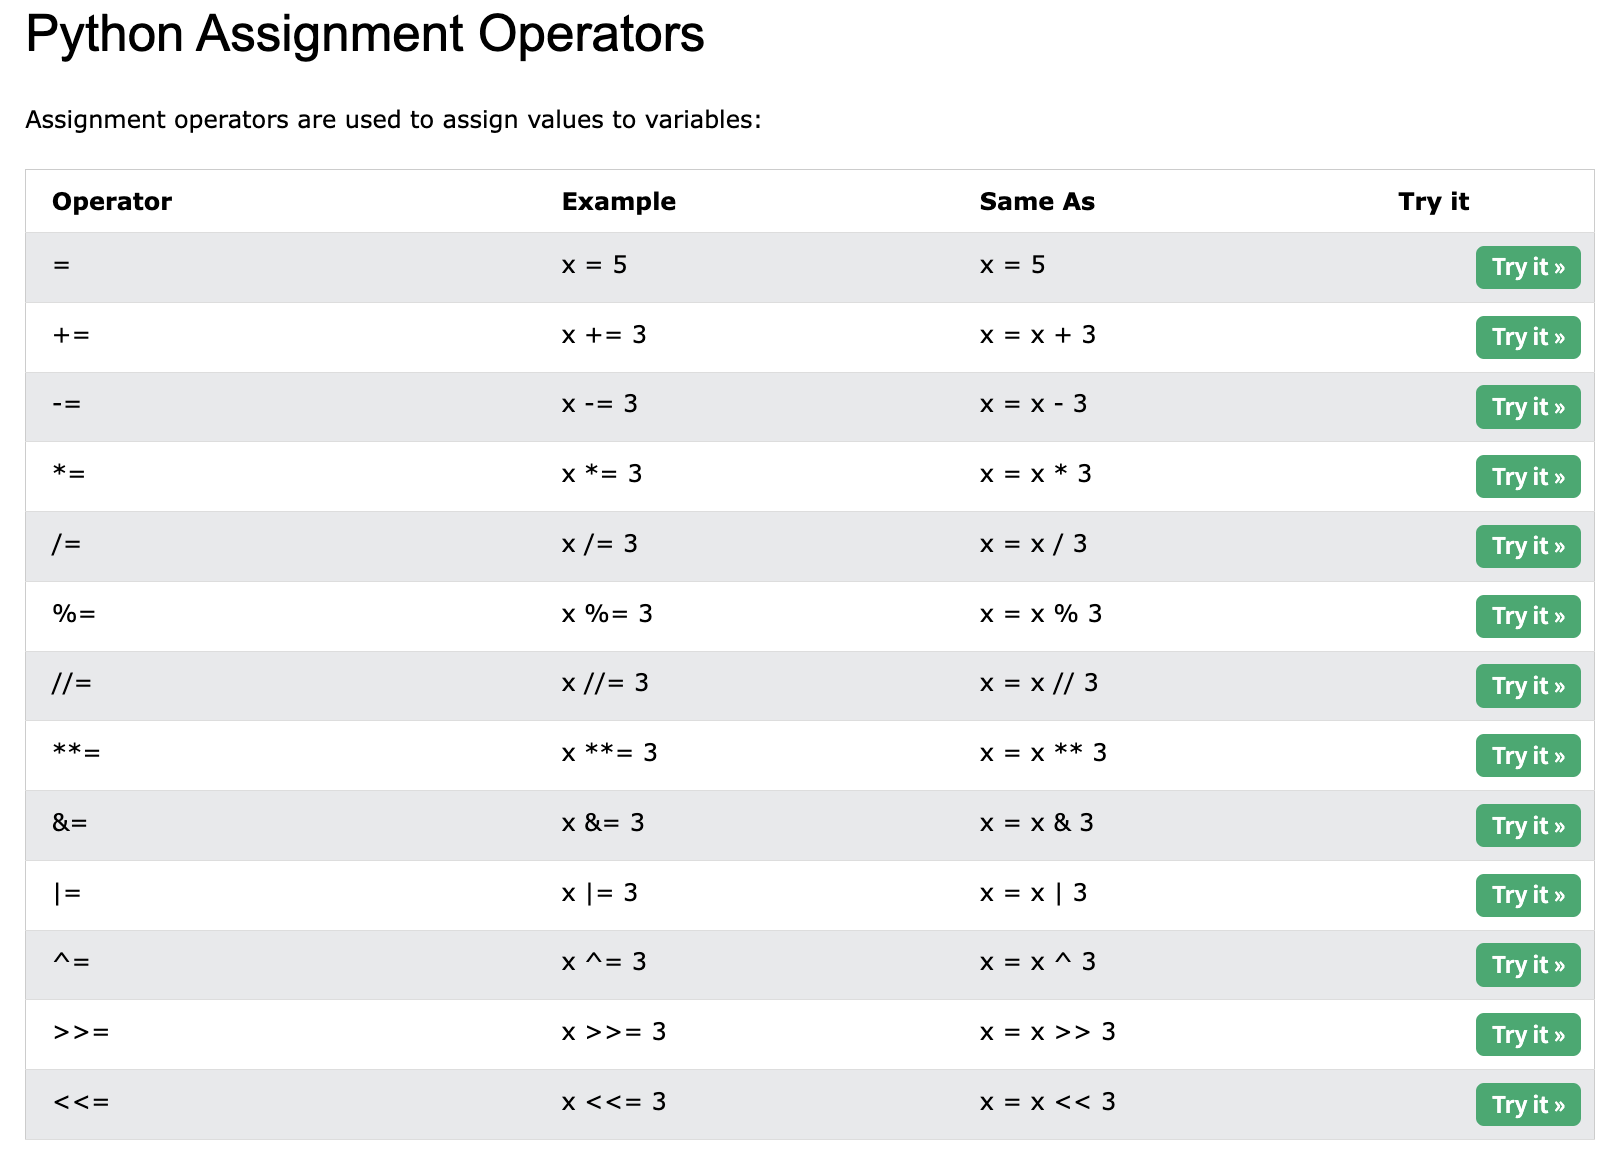 Python Assignment Operators
Assignment operators are used to assign values to variables:
Operator Example Same As Try it
= x = 5 x = 5 Try it »
+= x += 3 x = x + 3 Try it »
-= x -= 3 x = x - 3 Try it »
*= x *= 3 x = x * 3 Try it »
/= x /= 3 x = x / 3 Try it »
%= x %= 3 x = x % 3 Try it »
//= x //= 3 x = x // 3 Try it »
**= x **= 3 x = x ** 3 Try it »
&= x &= 3 x = x & 3 Try it »
|= x |= 3 x = x | 3 Try it »
^= x ^= 3 x = x ^ 3 Try it »
>>= x >>= 3 x = x >> 3 Try it »
<<= x <<= 3 x = x << 3 Try it »